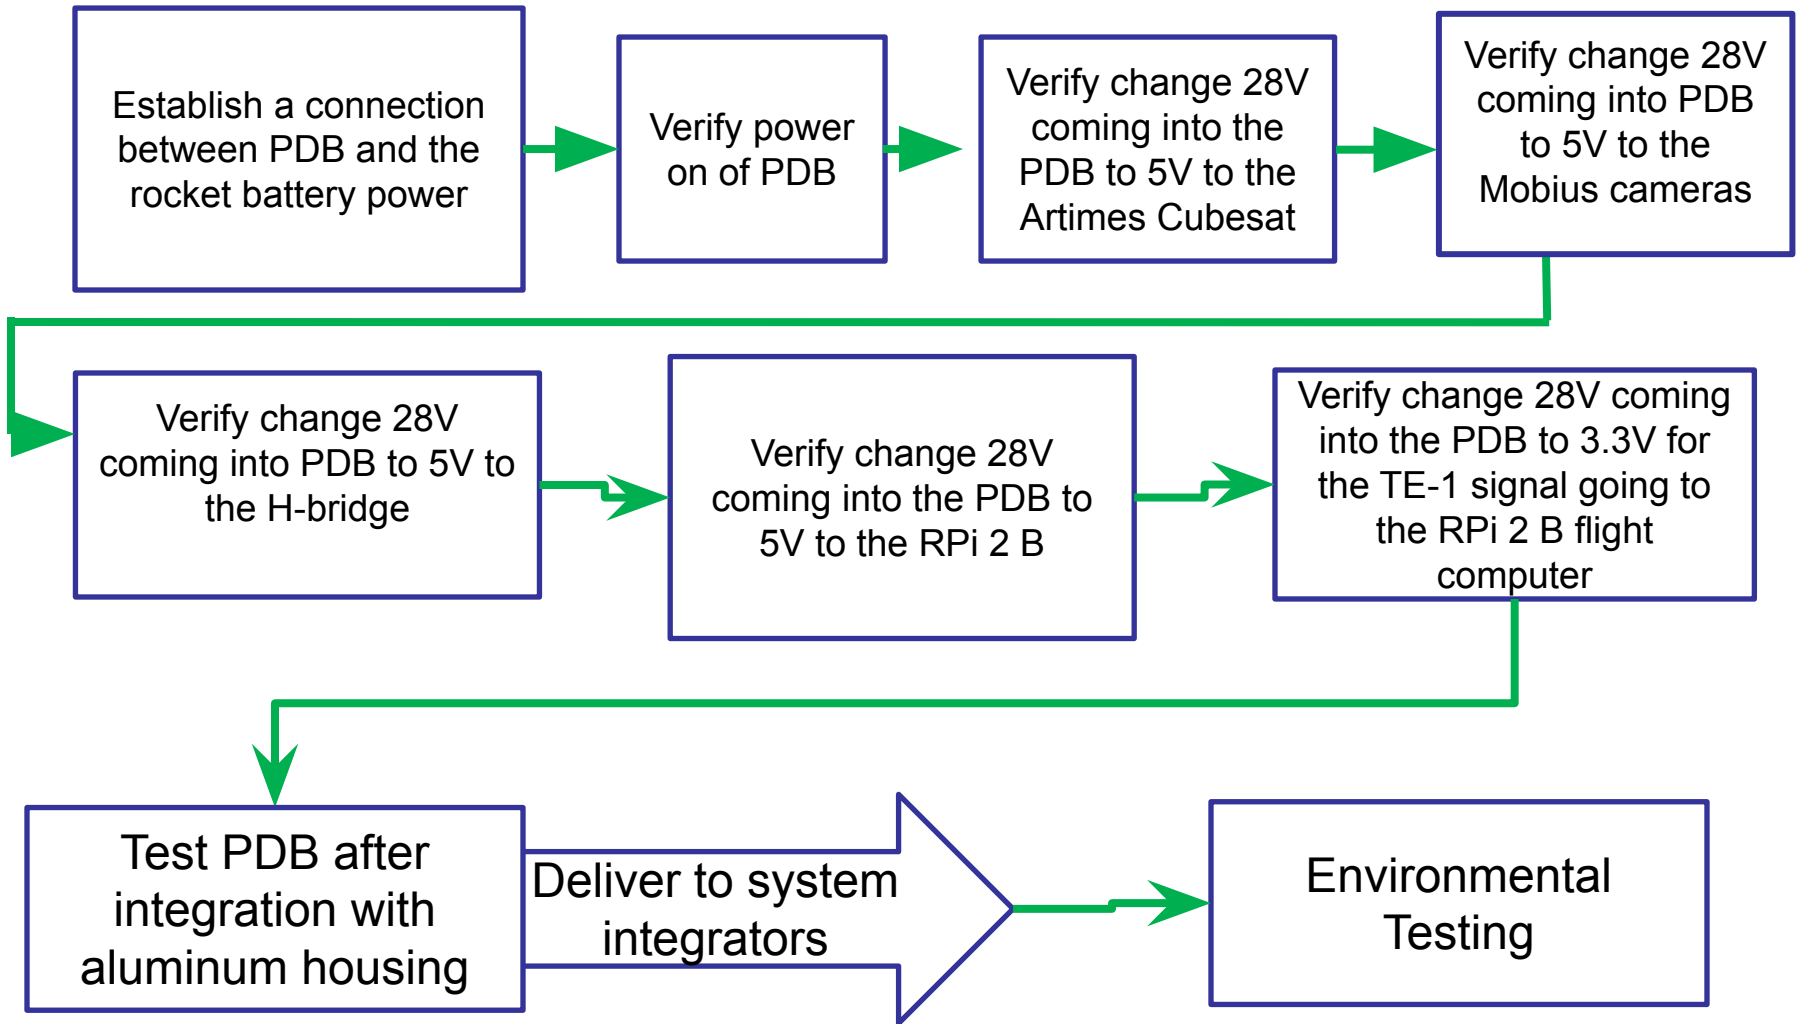 Establish a connection
between PDB and the
rocket battery power
Verify power
on of PDB
Verify change 28V
coming into the
PDB to 5V to the
Artimes Cubesat
Verify change 28V
coming into PDB
to 5V to the
Mobius cameras
Verify change 28V
coming into PDB to 5V to
the H-bridge
Verify change 28V
coming into the PDB to
5V to the RPi 2 B
Verify change 28V coming
into the PDB to 3.3V for
the TE-1 signal going to
the RPi 2 B flight
computer
Test PDB after
integration with
aluminum housing
Deliver to system
integrators
Environmental
Testing